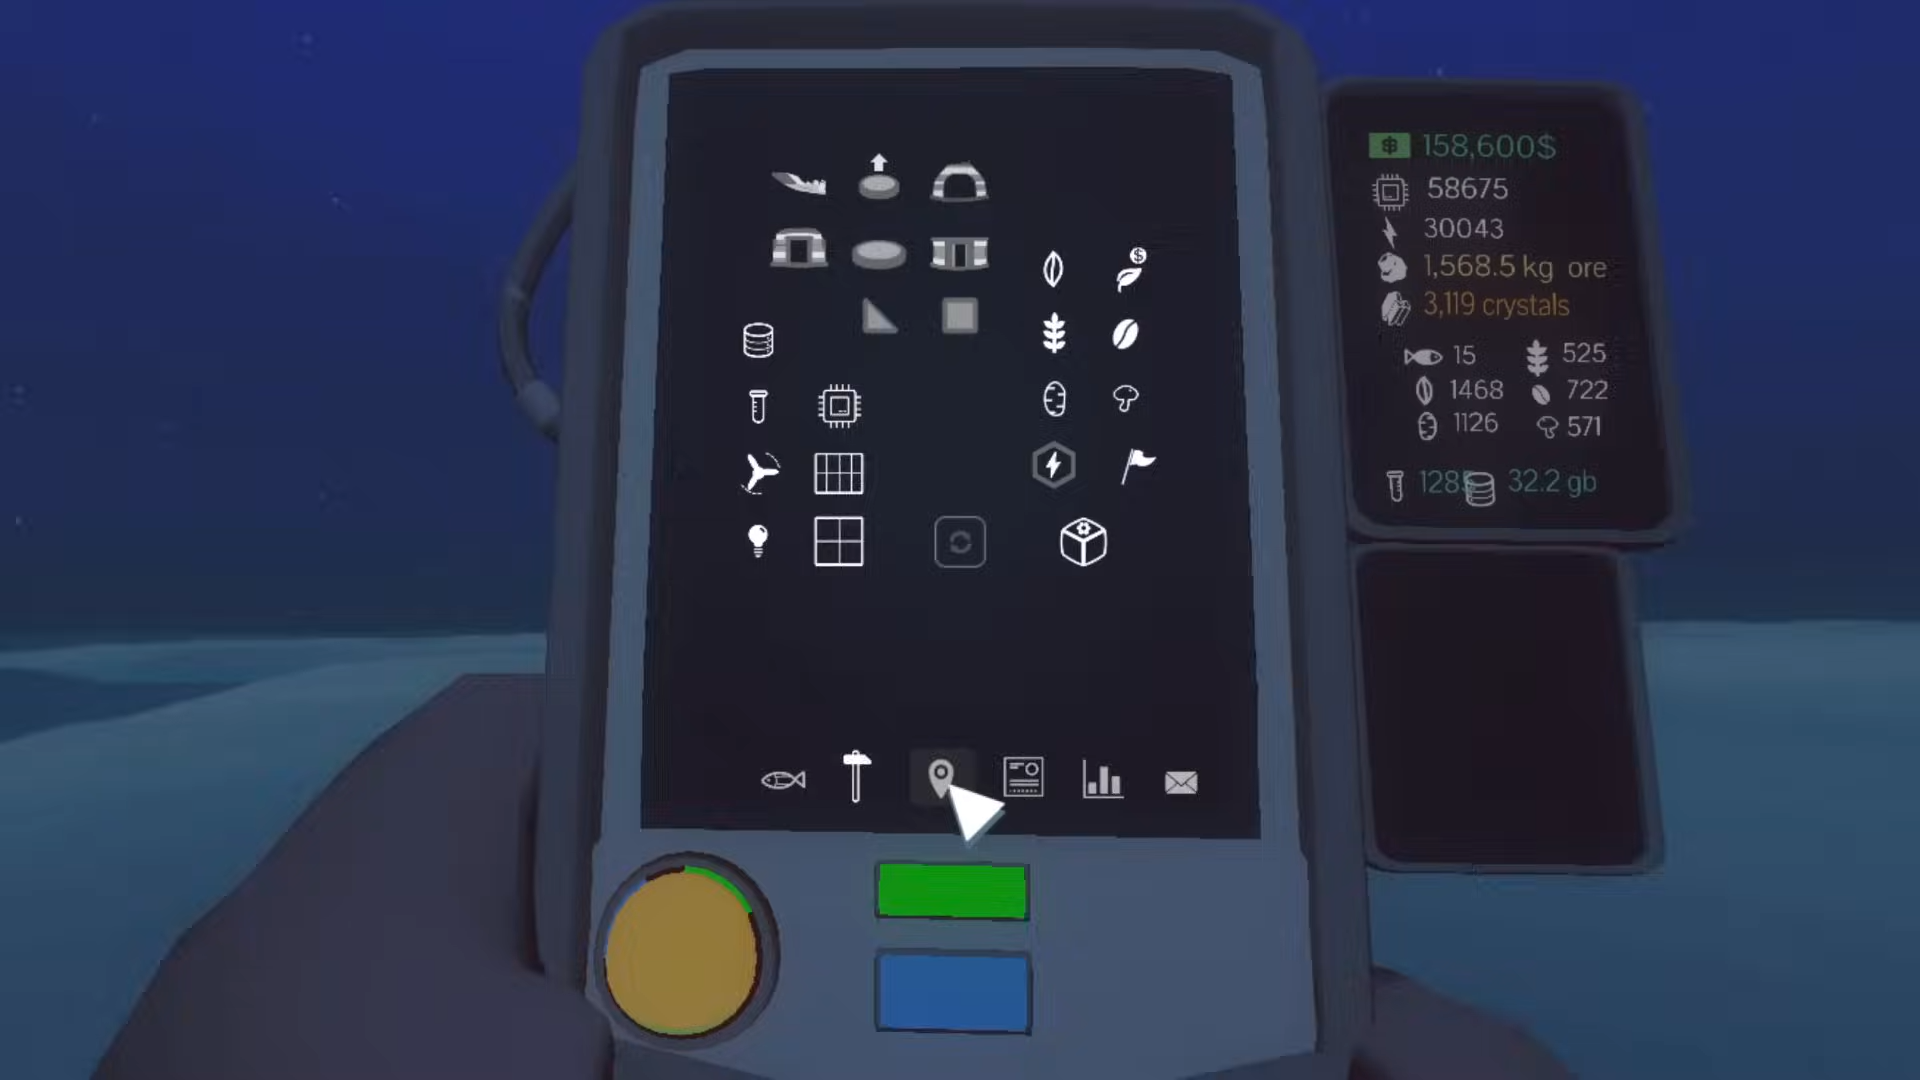 158,600$
58675
30043
1,568.5 kg ore
3,119 crystals
15 525
1468 722
1126 571
1285 32.2 gb